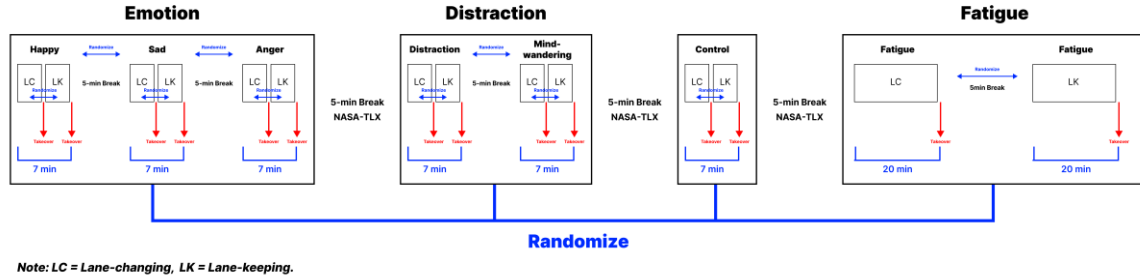 Emotion
Happy
Randomize
Sad
Randomize
Anger
LC
LK
Randomize
5-min Break
LC
LK
Randomize
5-min Break
LC
LK
Randomize
Takeover
Takeover
Takeover
Takeover
Takeover
Takeover
7 min
7 min
7 min
5-min Break
NASA-TLX
Distraction
Distraction
Randomize
Mind-
wandering
LC
LK
Randomize
5-min Break
LC
LK
Randomize
Takeover
Takeover
Takeover
Takeover
7 min
7 min
5-min Break
NASA-TLX
Control
LC
LK
Randomize
Takeover
Takeover
7 min
5-min Break
NASA-TLX
Fatigue
Fatigue
Randomize
Fatigue
LC
5min Break
LK
Takeover
Takeover
20 min
20 min
Randomize
Note: LC = Lane-changing, LK = Lane-keeping.